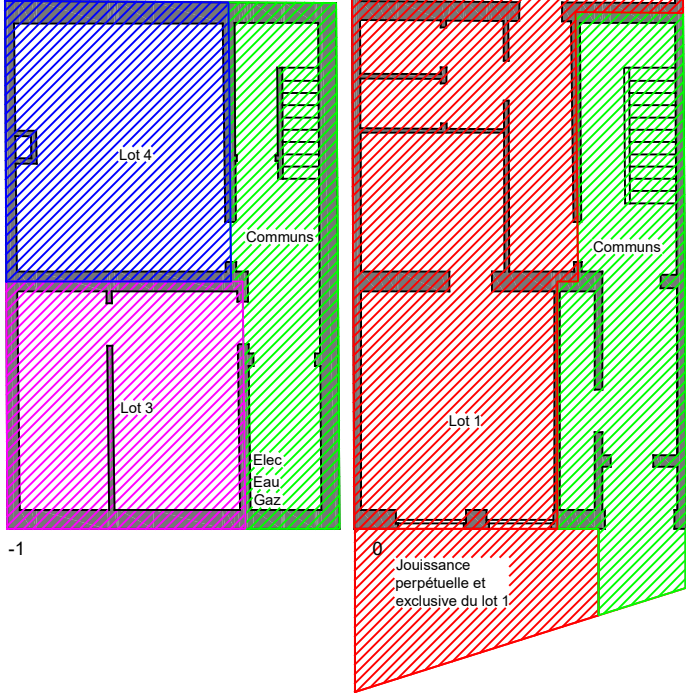 Lot 4
Communs
Lot 3
Elec
Eau
Gaz
-1
Communs
Lot 1
0
Jouissance
perpétuelle et
exclusive du lot 1